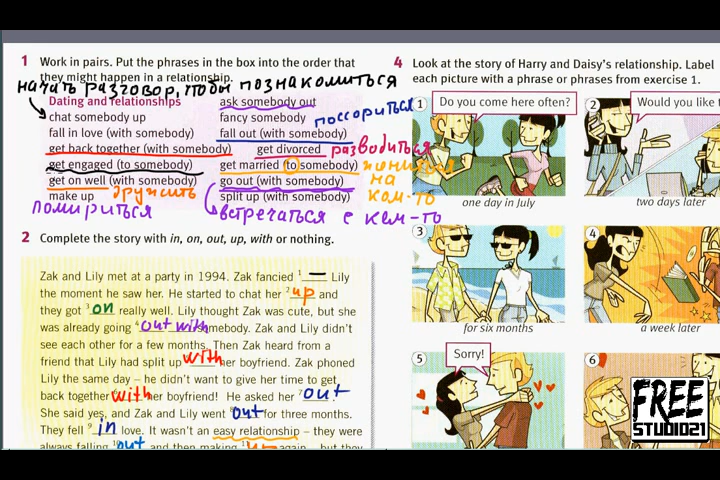 1 Work in pairs. Put the phrases in the box into the order that
they might happen in a relationship.
начать разговор, чтобы познакомиться
Dating and relationships
chat somebody up
fall in love (with somebody)
get back together (with somebody)
get engaged (to somebody)
get on well (with somebody) дружить
make up
помириться
ask somebody out
fancy somebody поссориться
fall out (with somebody)
get divorced разводиться
get married (to somebody) жениться
go out (with somebody) на
split up (with somebody) ком-то
встречаться с кем-то
2 Complete the story with in, on, out, up, with or nothing.
Zak and Lily met at a party in 1994. Zak fancied 1 – Lily
the moment he saw her. He started to chat her 2 up and
they got 3 on really well. Lily thought Zak was cute, but she
was already going 4 out with somebody. Zak and Lily didn't
see each other for a few months. Then Zak heard from a
friend that Lily had split up with her boyfriend. Zak phoned
Lily the same day – he didn't want to give her time to get
back together with her boyfriend! He asked her out
She said yes, and Zak and Lily went 8 out for three months.
They fell 9 in love. It wasn't an easy relationship – they were
always falling 10 out and then making 11 up again – but they
4 Look at the story of Harry and Daisy's relationship. Label
each picture with a phrase or phrases from exercise 1.
1 Do you come here often?
one day in July
2 Would you like t
two days later
3
for six months
4
a week later
5 Sorry!
6
FREE
STUDIO21